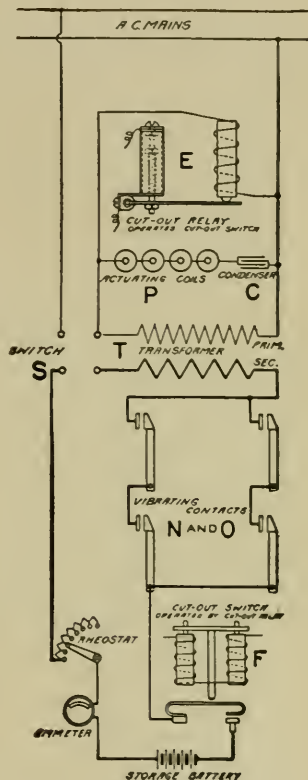 A.C. MAINS
E
CUT-OUT RELAY
OPERATED CUT-OUT SWITCH
ACTUATING COILS CONDENSER
P C
SWITCH T TRANSFORMER PRIM.
S SEC.
VIBRATING
CONTACTS
N AND O
CUT-OUT SWITCH
OPERATED BY CUT-OUT RELAY
F
RHEOSTAT
AMMETER
STORAGE BATTERY